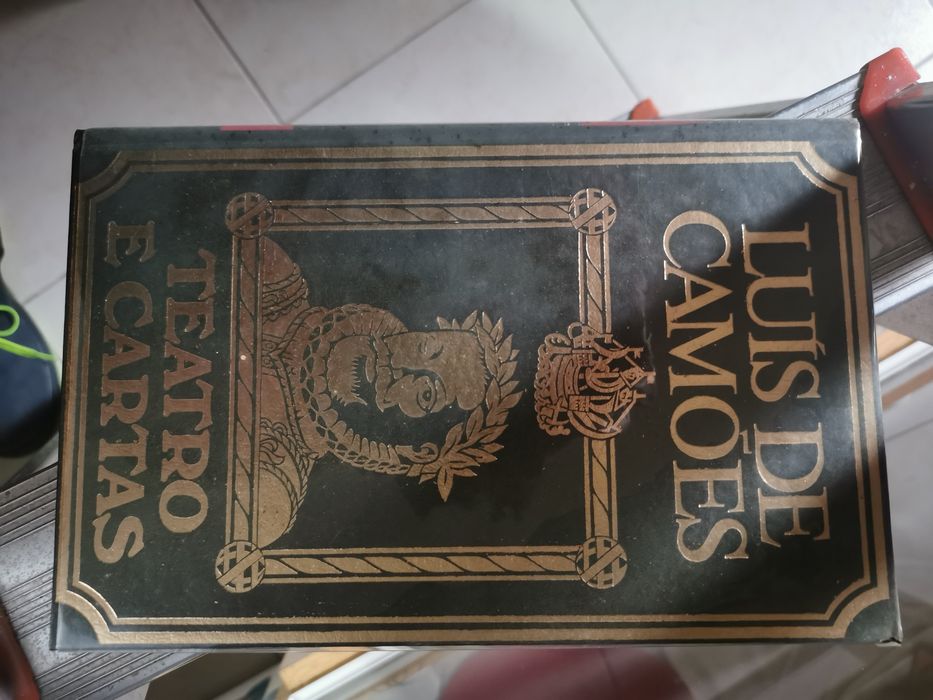 LUÍS DE
CAMÕES
TEATRO
E CARTAS